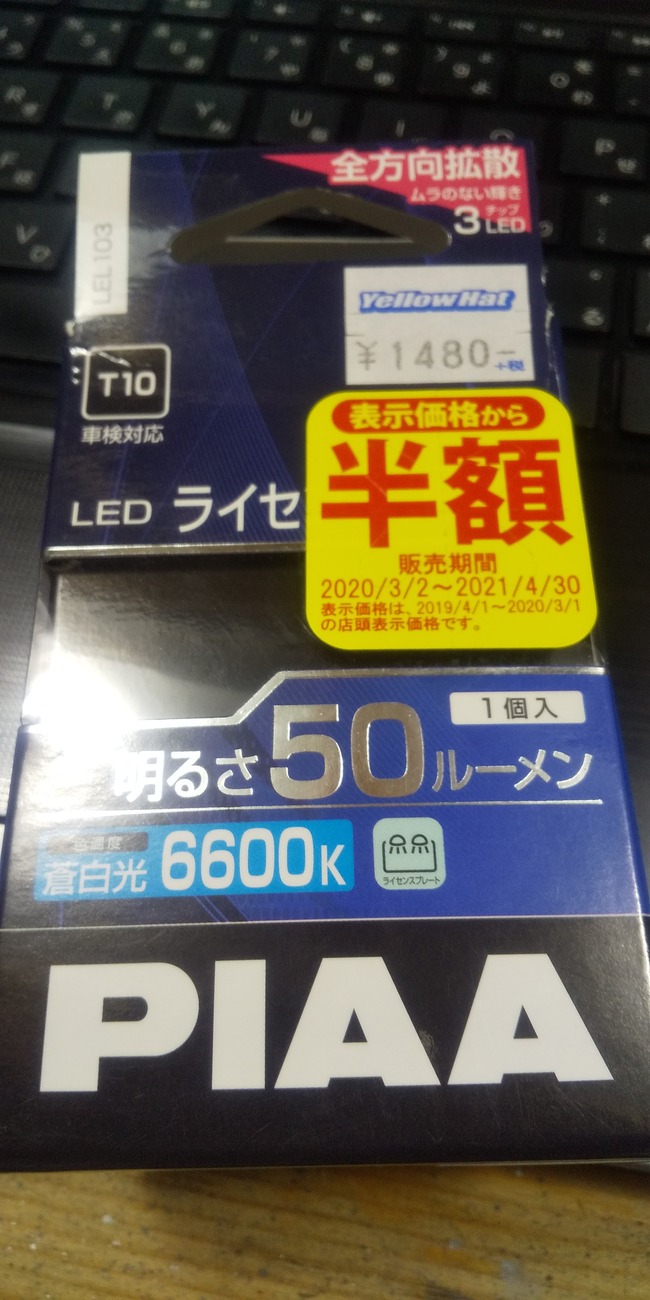 全方向拡散
ムラのない輝き
3チップLED
LEL103
YellowHat
¥1480-
+税
T10
車検対応
表示価格から
半額
販売期間
2020/3/2～2021/4/30
表示価格は、2019/4/1～2020/3/1
の店頭表示価格です。
LED ライセ
1個入
明るさ50ルーメン
色温度
蒼白光 6600K
ライセンスプレート
PIAA
R
T
Y
U
I
P
F
V